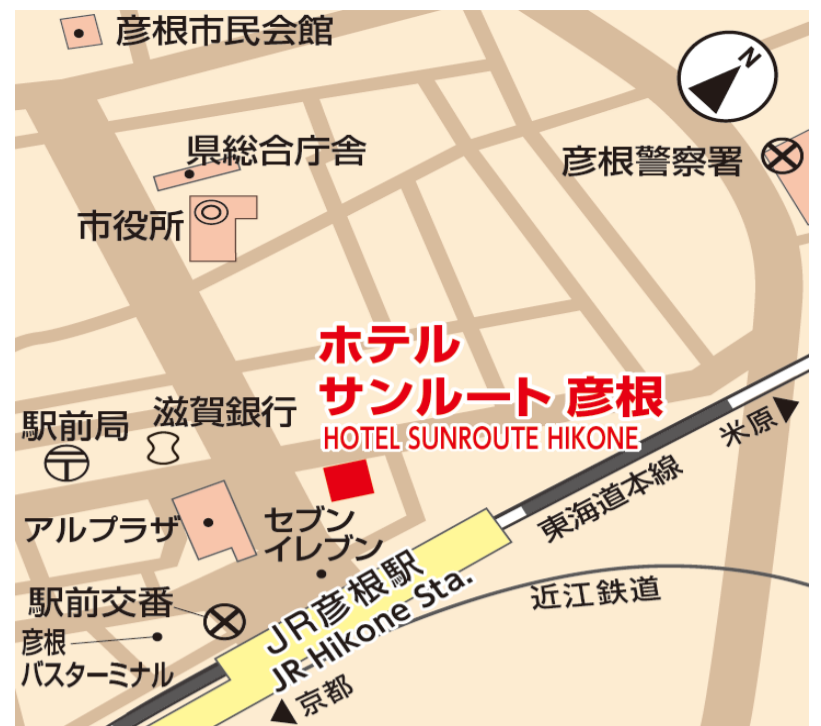 彦根市民会館
N
県総合庁舎
彦根警察署
市役所
ホテル
サンルート 彦根
HOTEL SUNROUTE HIKONE
駅前局
滋賀銀行
米原
アルプラザ
セブン
イレブン
東海道本線
駅前交番
JR彦根駅
JR-Hikone Sta.
近江鉄道
彦根
バスターミナル
京都